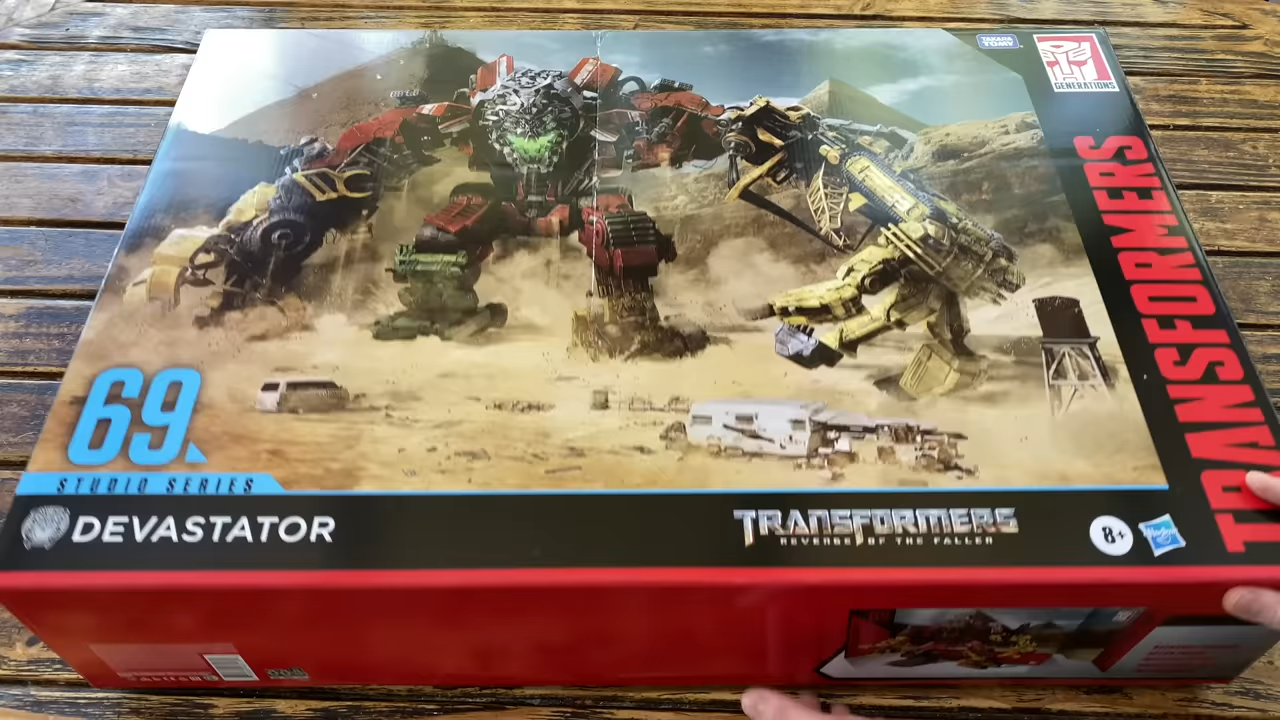 TAKARA
TOMY
GENERATIONS
TRANSFORMERS
69.
STUDIO SERIES
DEVASTATOR
TRANSFORMERS
REVENGE OF THE FALLEN
8+
Hasbro